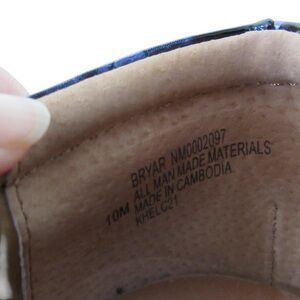 BRYAR NM0002097
ALL MAN MADE MATERIALS
10M MADE IN CAMBODIA
KHELC21